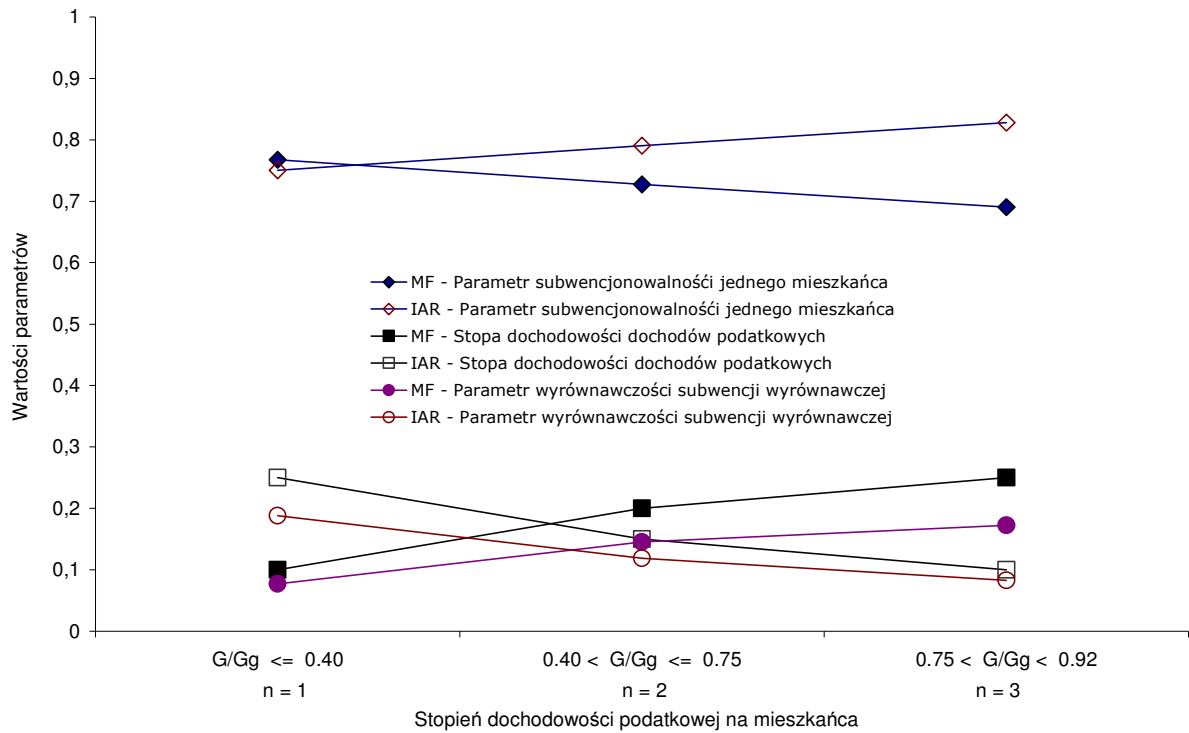 1
0,9
0,8
0,7
0,6
0,5
0,4
0,3
0,2
0,1
0
Wartości parametrów
MF - Parametr subwencjonowalnośći jednego mieszkańca
IAR - Parametr subwencjonowalnośći jednego mieszkańca
MF - Stopa dochodowości dochodów podatkowych
IAR - Stopa dochodowości dochodów podatkowych
MF - Parametr wyrównawczości subwencji wyrównawczej
IAR - Parametr wyrównawczości subwencji wyrównawczej
G/Gg <= 0.40
n = 1
0.40 < G/Gg <= 0.75
n = 2
0.75 < G/Gg < 0.92
n = 3
Stopień dochodowości podatkowej na mieszkańca